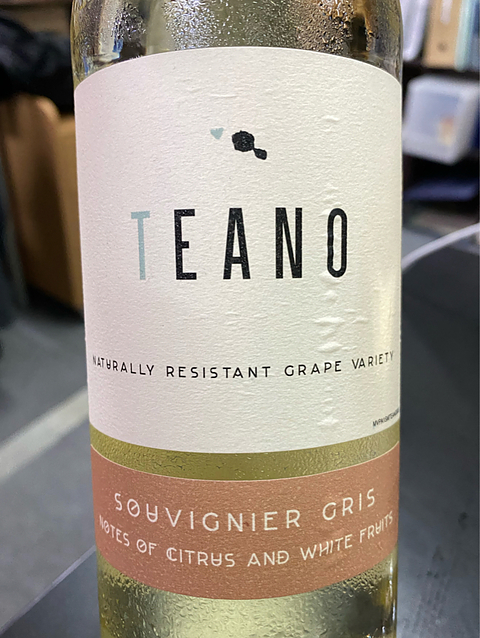 TEANO
NATURALLY RESISTANT GRAPE VARIETY
SOUVIGNIER GRIS
NOTES OF CITRUS AND WHITE FRUITS